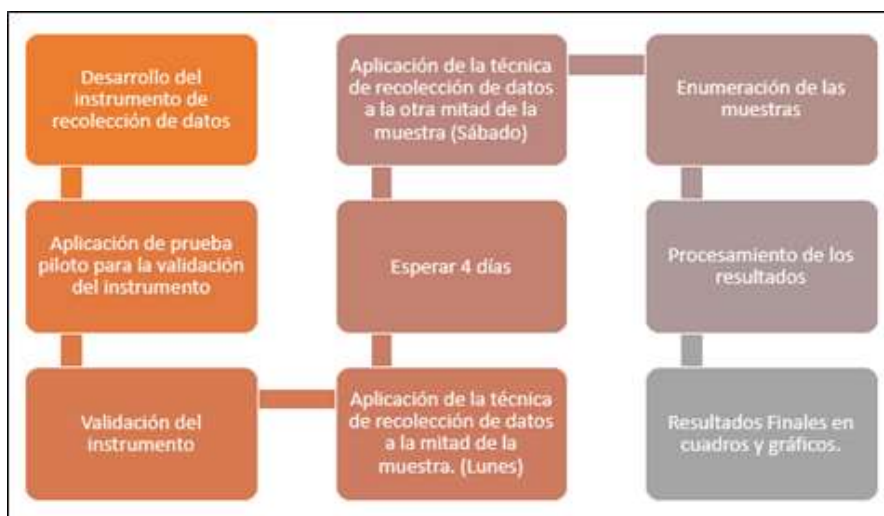 Desarrollo del
instrumento de
recolección de datos
Aplicación de prueba
piloto para la validación
del instrumento
Validación del
instrumento
Aplicación de la técnica
de recolección de datos
a la mitad de la
muestra. (Lunes)
Esperar 4 días
Aplicación de la técnica
de recolección de datos
a la otra mitad de la
muestra (Sábado)
Enumeración de las
muestras
Procesamiento de los
resultados
Resultados Finales en
cuadros y gráficos.